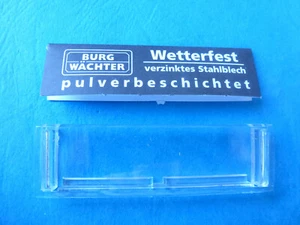 BURG
WÄCHTER
Wetterfest
verzinktes Stahlblech
pulverbeschichtet